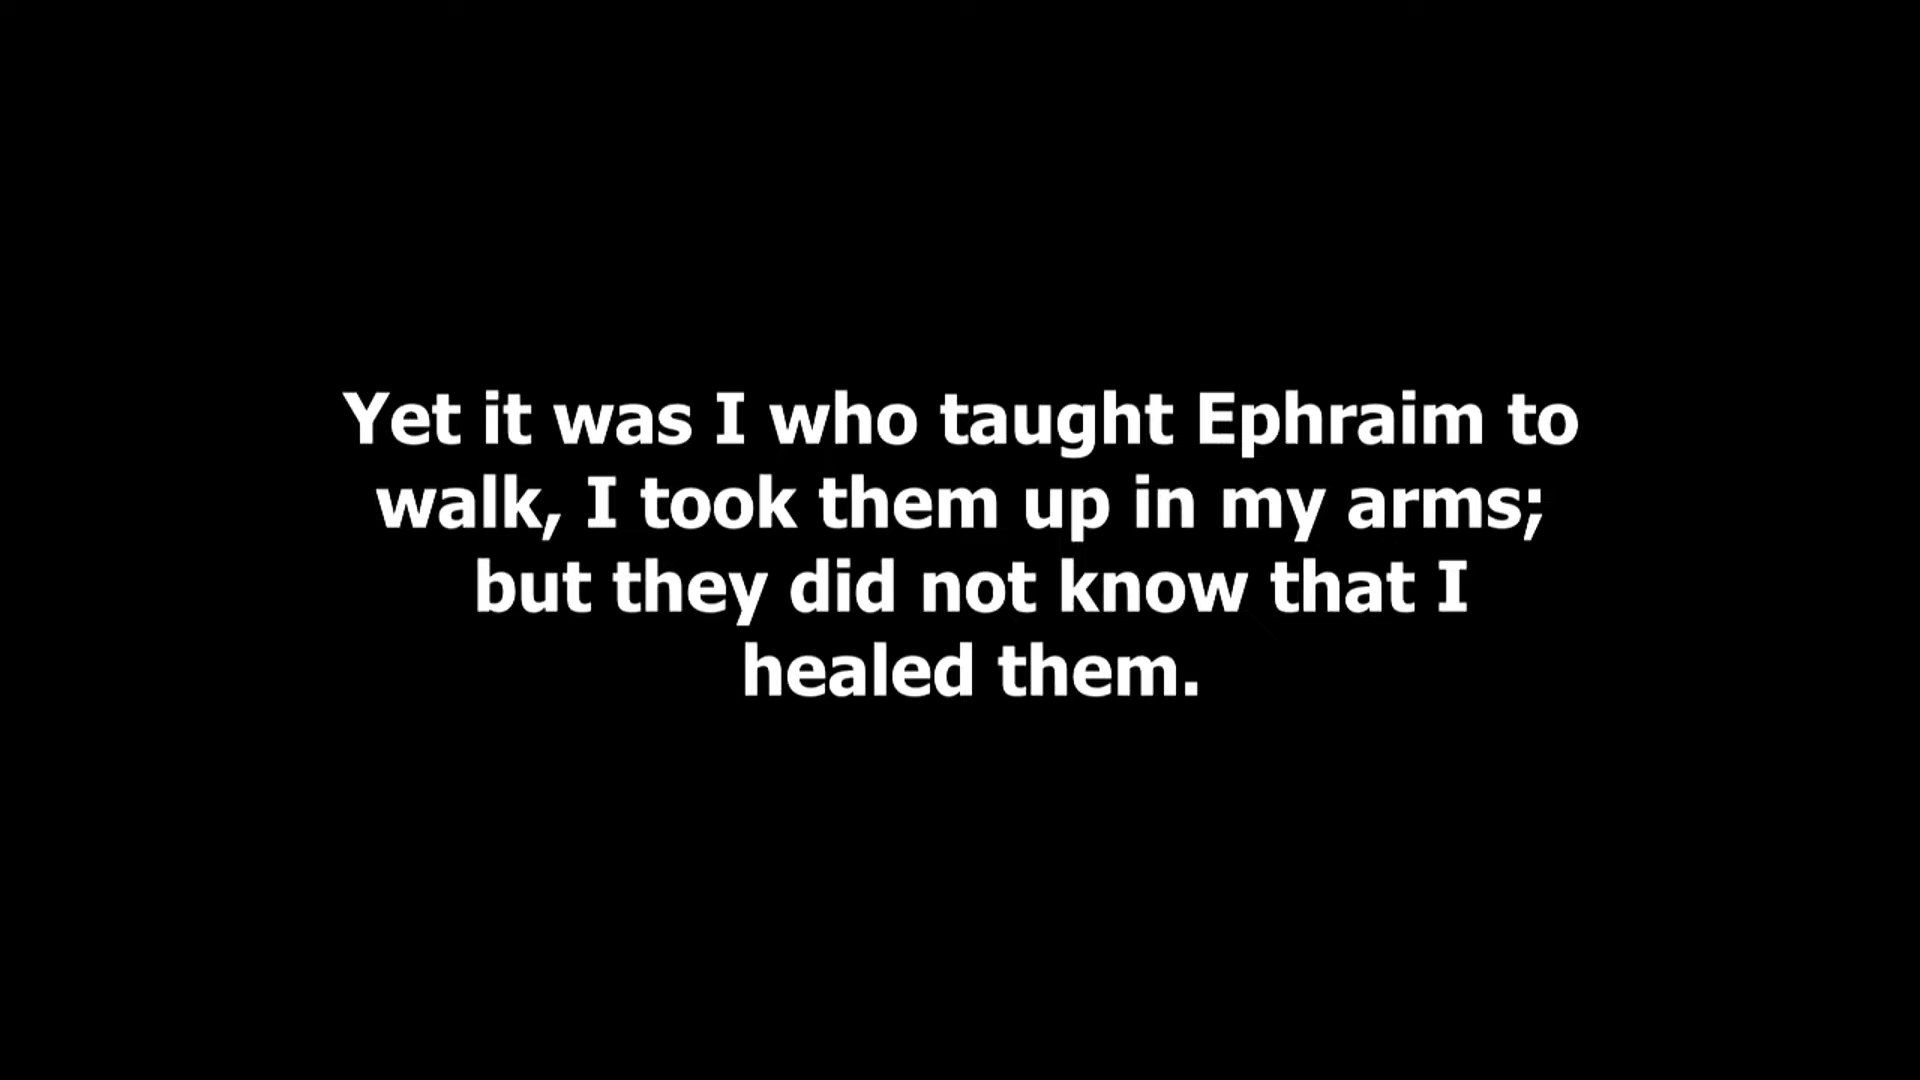 Yet it was I who taught Ephraim to
walk, I took them up in my arms;
but they did not know that I
healed them.